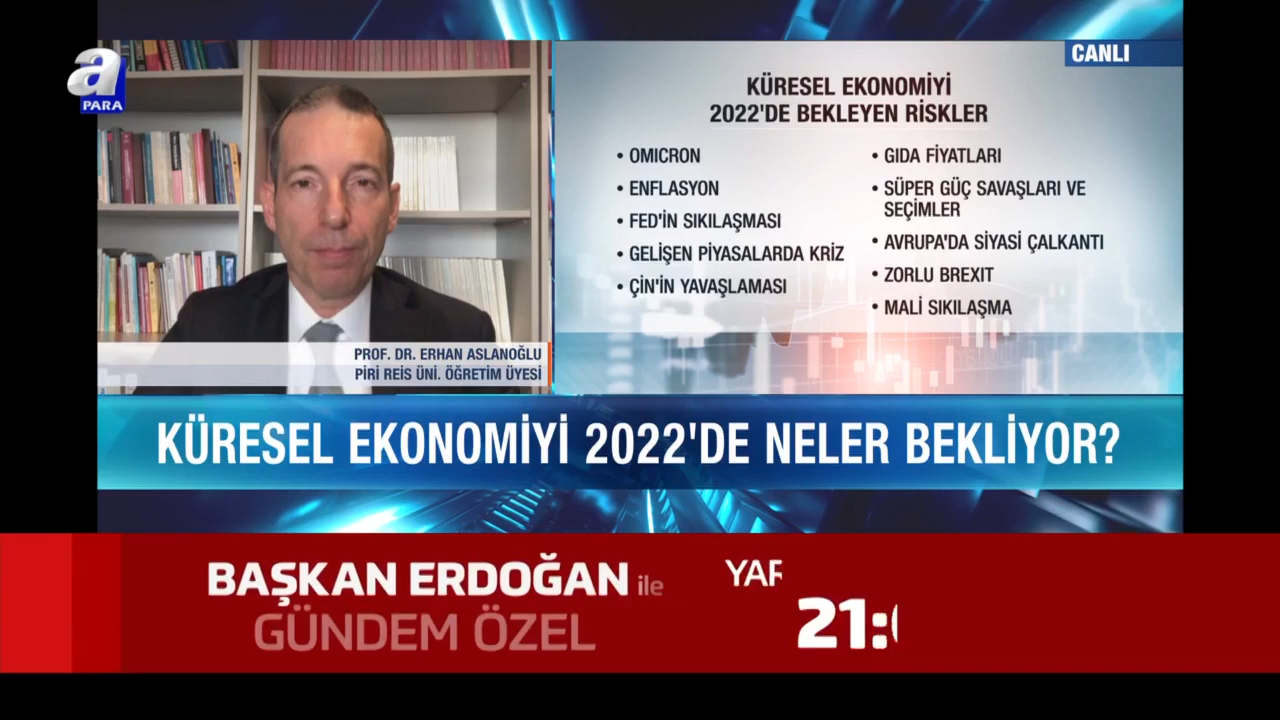 a
PARA
CANLI
KÜRESEL EKONOMİYİ
2022'DE BEKLEYEN RİSKLER
• OMICRON
• ENFLASYON
• FED'İN SIKILAŞMASI
• GELİŞEN PİYASALARDA KRİZ
• ÇİN'İN YAVAŞLAMASI
• GIDA FİYATLARI
• SÜPER GÜÇ SAVAŞLARI VE
SEÇİMLER
• AVRUPA'DA SİYASİ ÇALKANTI
• ZORLU BREXIT
• MALİ SIKILAŞMA
PROF. DR. ERHAN ASLANOĞLU
PİRİ REİS ÜNİ. ÖĞRETİM ÜYESİ
KÜRESEL EKONOMİYİ 2022'DE NELER BEKLİYOR?
BAŞKAN ERDOĞAN ile
GÜNDEM ÖZEL
YAR
21: